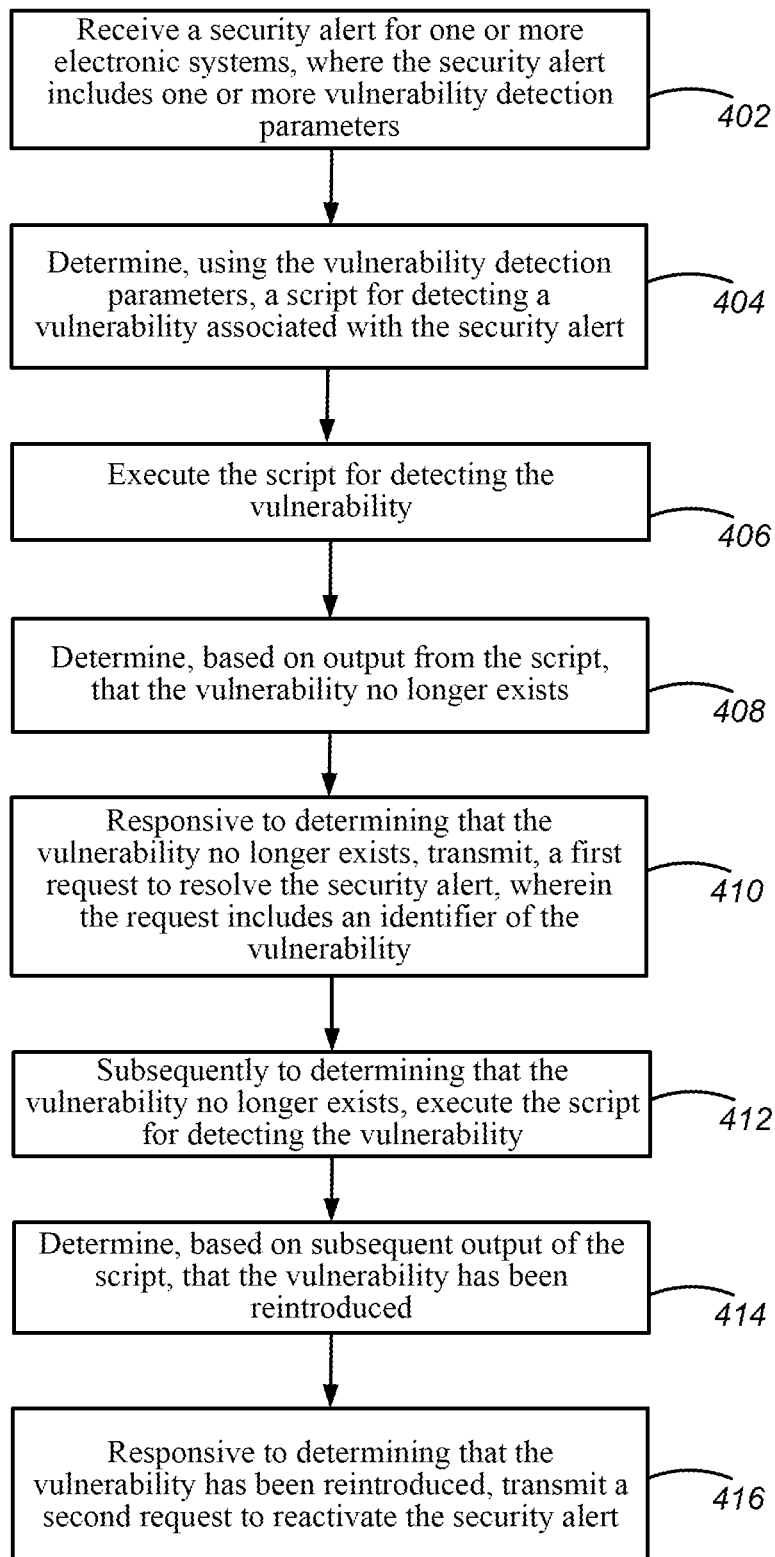 Receive a security alert for one or more
electronic systems, where the security alert
includes one or more vulnerability detection
parameters
402
Determine, using the vulnerability detection
parameters, a script for detecting a
vulnerability associated with the security alert
404
Execute the script for detecting the
vulnerability
406
Determine, based on output from the script,
that the vulnerability no longer exists
408
Responsive to determining that the
vulnerability no longer exists, transmit, a first
request to resolve the security alert, wherein
the request includes an identifier of the
vulnerability
410
Subsequently to determining that the
vulnerability no longer exists, execute the script
for detecting the vulnerability
412
Determine, based on subsequent output of the
script, that the vulnerability has been
reintroduced
414
Responsive to determining that the
vulnerability has been reintroduced, transmit a
second request to reactivate the security alert
416